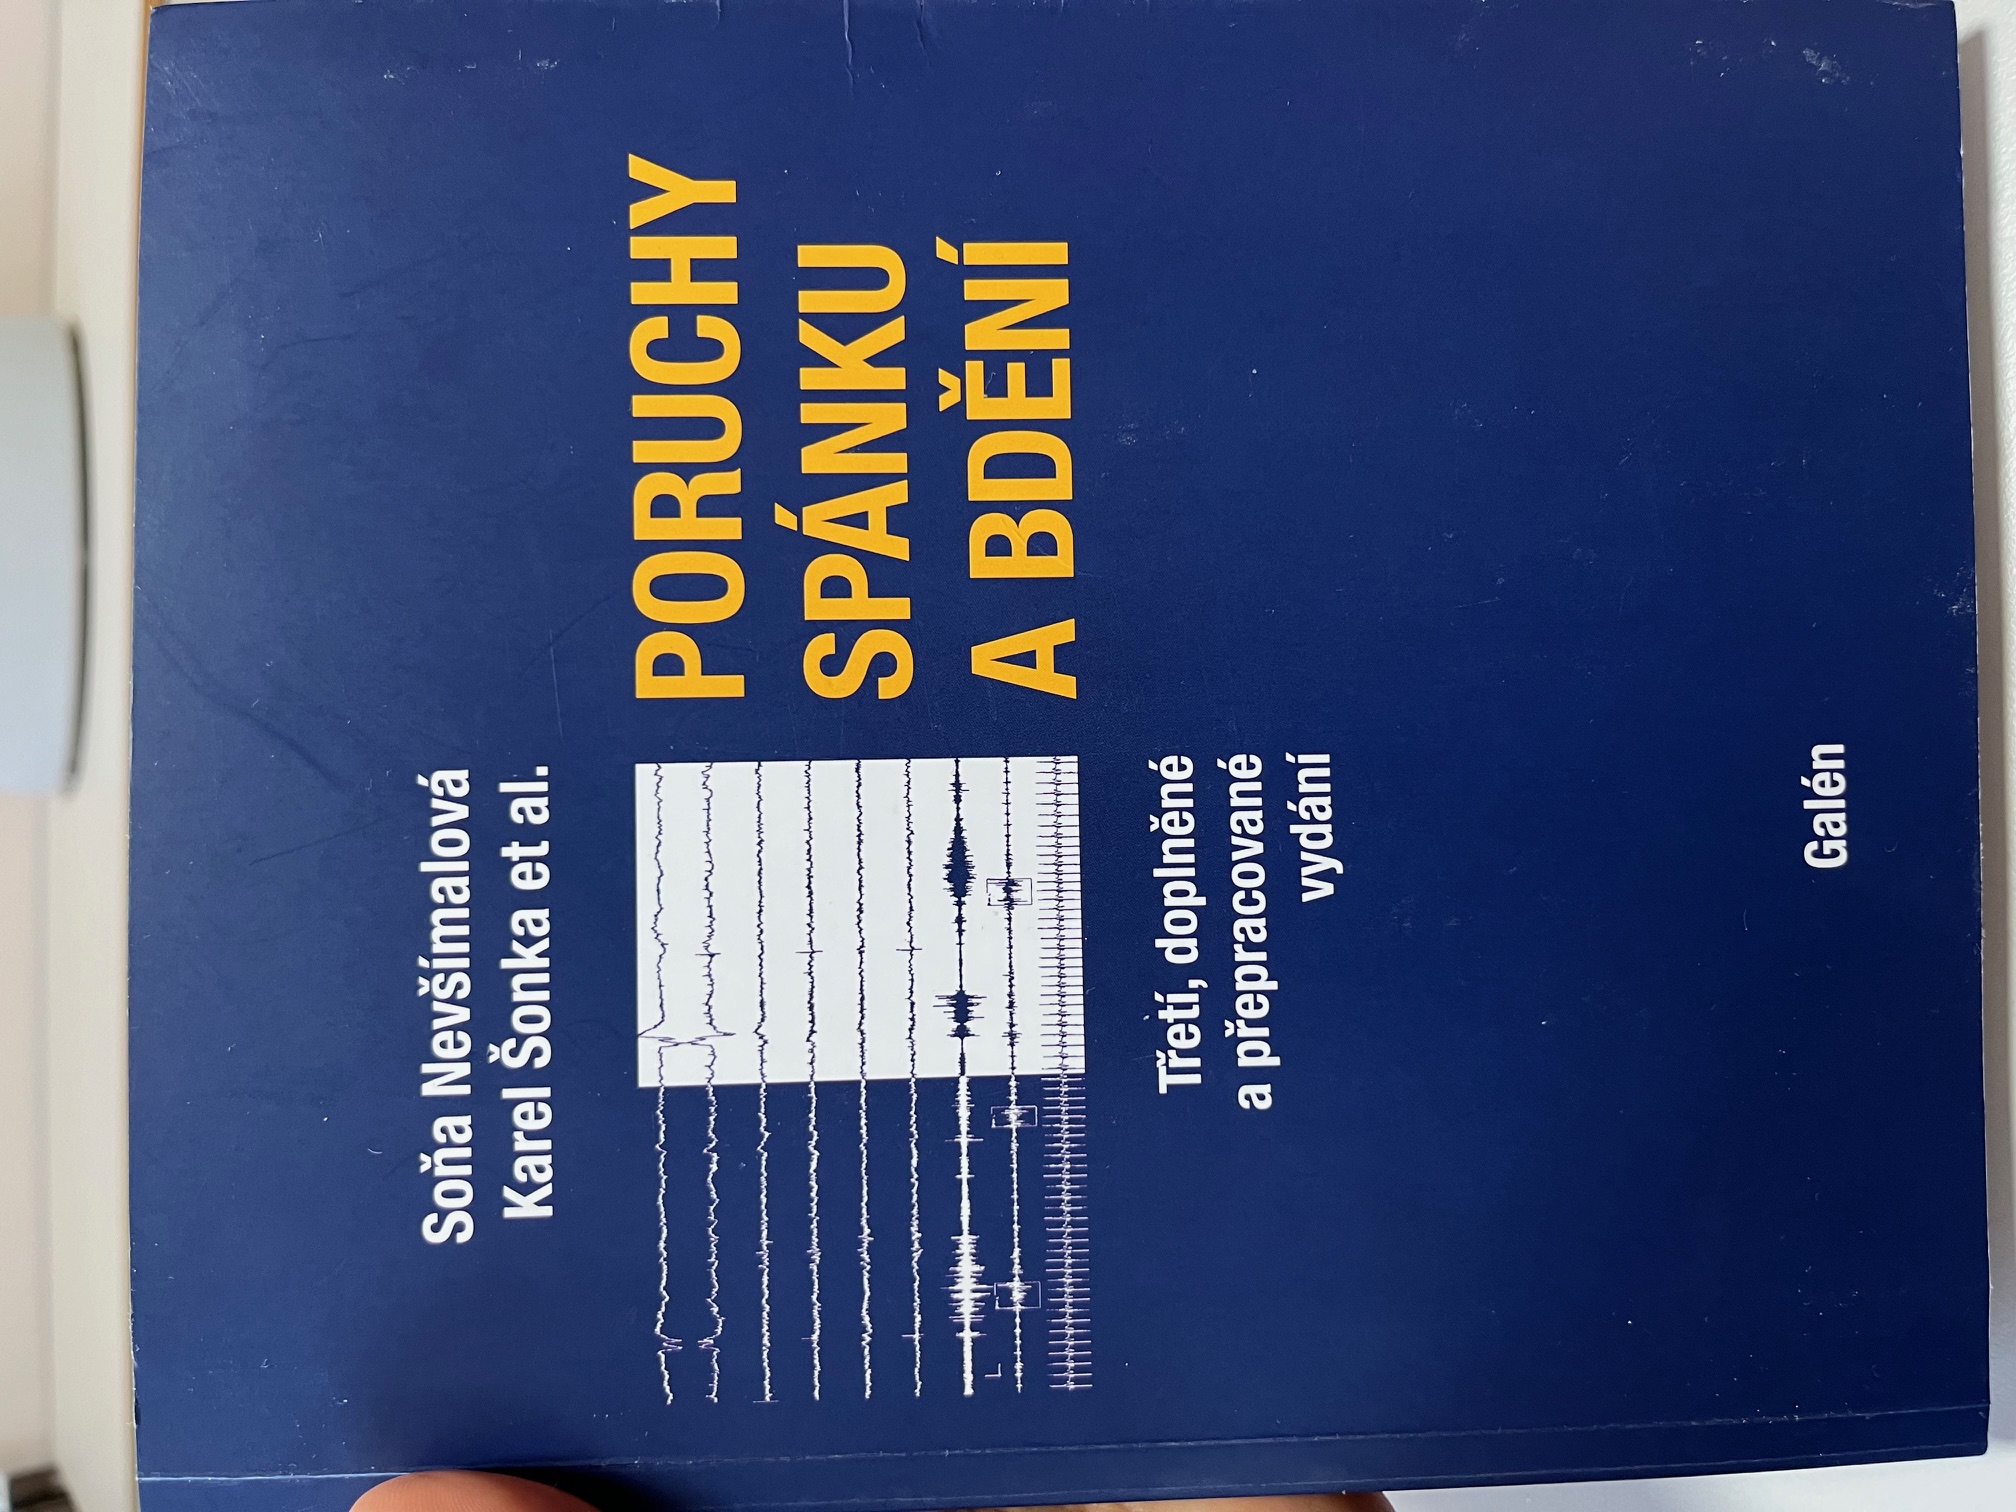 Soňa Nevšímalová
Karel Šonka et al.
PORUCHY
SPÁNKU
A BDĚNÍ
Třetí, doplněné
a přepracované
vydání
Galén